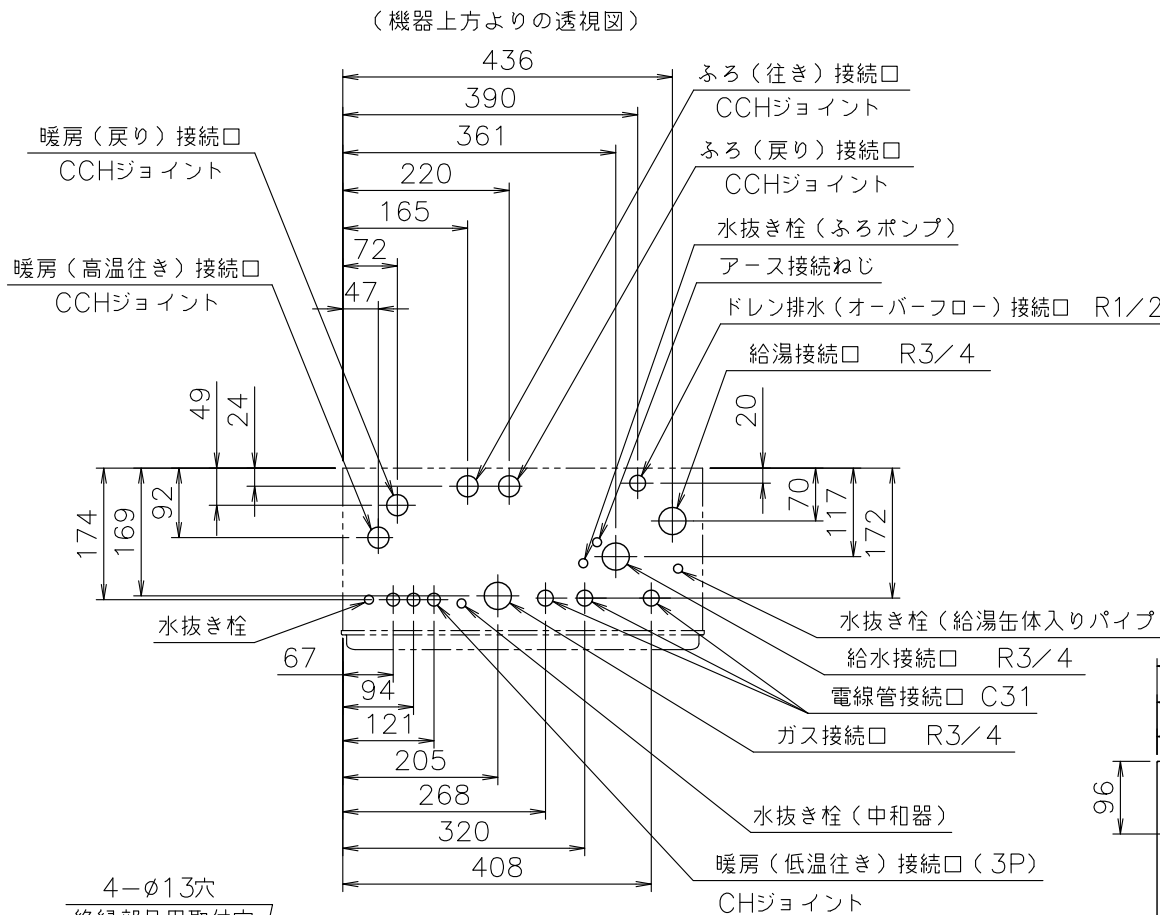 (機器上方よりの透視図)
436
ふろ(往き)接続口
CCHジョイント
390
暖房(戻り)接続口
CCHジョイント
361
ふろ(戻り)接続口
CCHジョイント
220
165
水抜き栓(ふろポンプ)
72
暖房(高温往き)接続口
CCHジョイント
アース接続ねじ
47
ドレン排水(オーバーフロー)接続口 R1/2
給湯接続口 R3/4
49
24
20
92
174
169
70
117
172
水抜き栓
水抜き栓(給湯缶体入りパイプ
67
給水接続口 R3/4
94
電線管接続口 C31
121
ガス接続口 R3/4
205
96
268
水抜き栓(中和器)
320
暖房(低温往き)接続口(3P)
CHジョイント
408
4-φ13穴